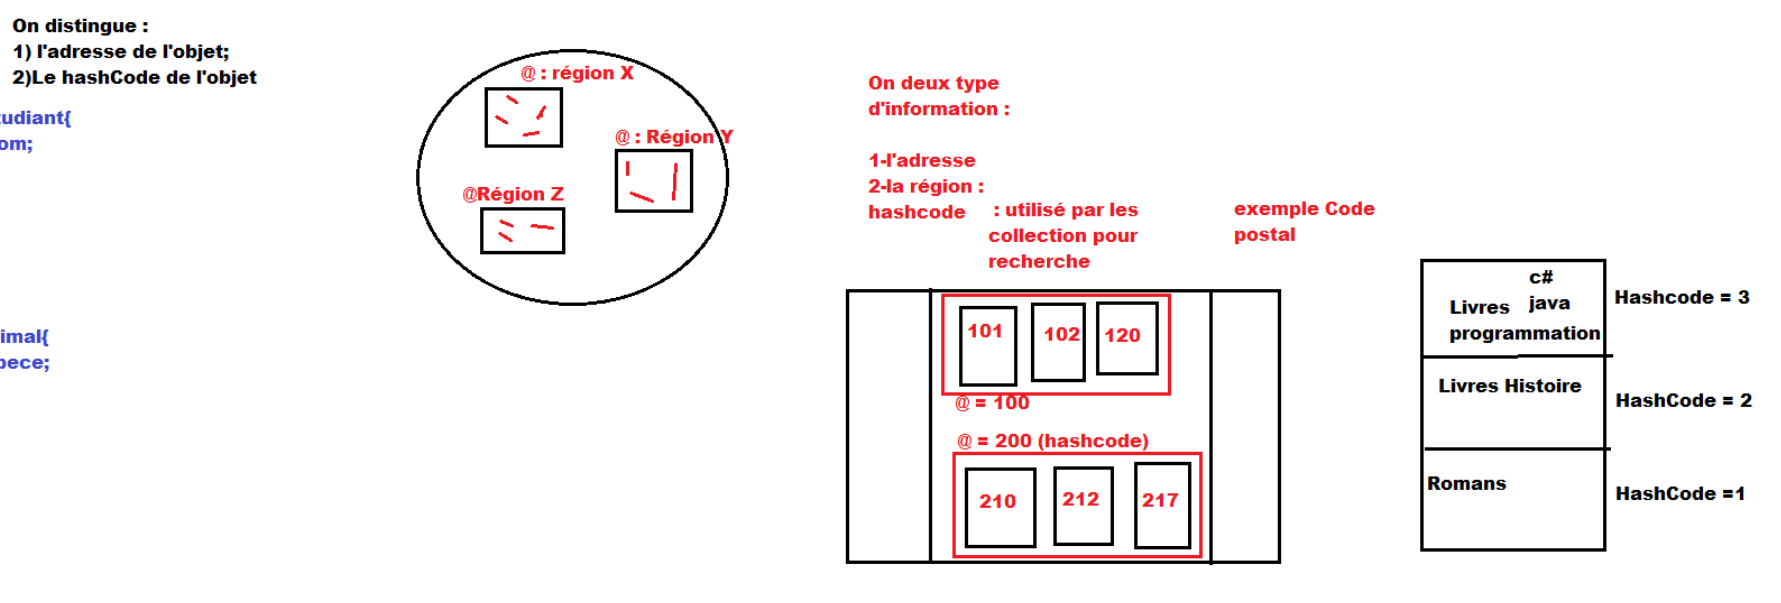 On distingue :
1) l'adresse de l'objet;
2)Le hashCode de l'objet
tudiant{
om;
imal{
pece;
@ : région X
@ : Région Y
@Région Z
On deux type
d'information :
1-l'adresse
2-la région :
hashcode
: utilisé par les
collection pour
recherche
exemple Code
postal
101
102
120
@ = 100
@ = 200 (hashcode)
210
212
217
c#
Livres java
programmation
Hashcode = 3
Livres Histoire
HashCode = 2
Romans
HashCode =1